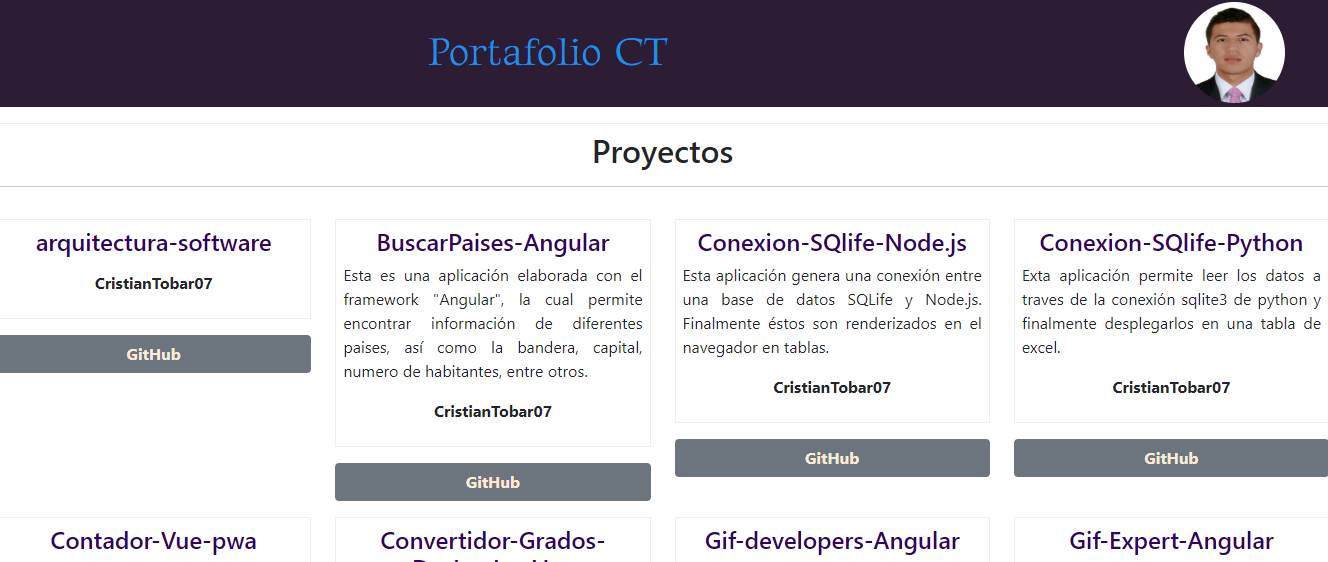 Portafolio CT
Proyectos
arquitectura-software
CristianTobar07
GitHub
BuscarPaises-Angular
Esta es una aplicación elaborada con el
framework "Angular", la cual permite
encontrar información de diferentes
paises, así como la bandera, capital,
numero de habitantes, entre otros.
CristianTobar07
GitHub
Conexion-SQlife-Node.js
Esta aplicación genera una conexión entre
una base de datos SQLife y Node.js.
Finalmente éstos son renderizados en el
navegador en tablas.
CristianTobar07
GitHub
Conexion-SQlife-Python
Exta aplicación permite leer los datos a
traves de la conexión sqlite3 de python y
finalmente desplegarlos en una tabla de
excel.
CristianTobar07
GitHub
Contador-Vue-pwa
Convertidor-Grados-
Gif-developers-Angular
Gif-Expert-Angular